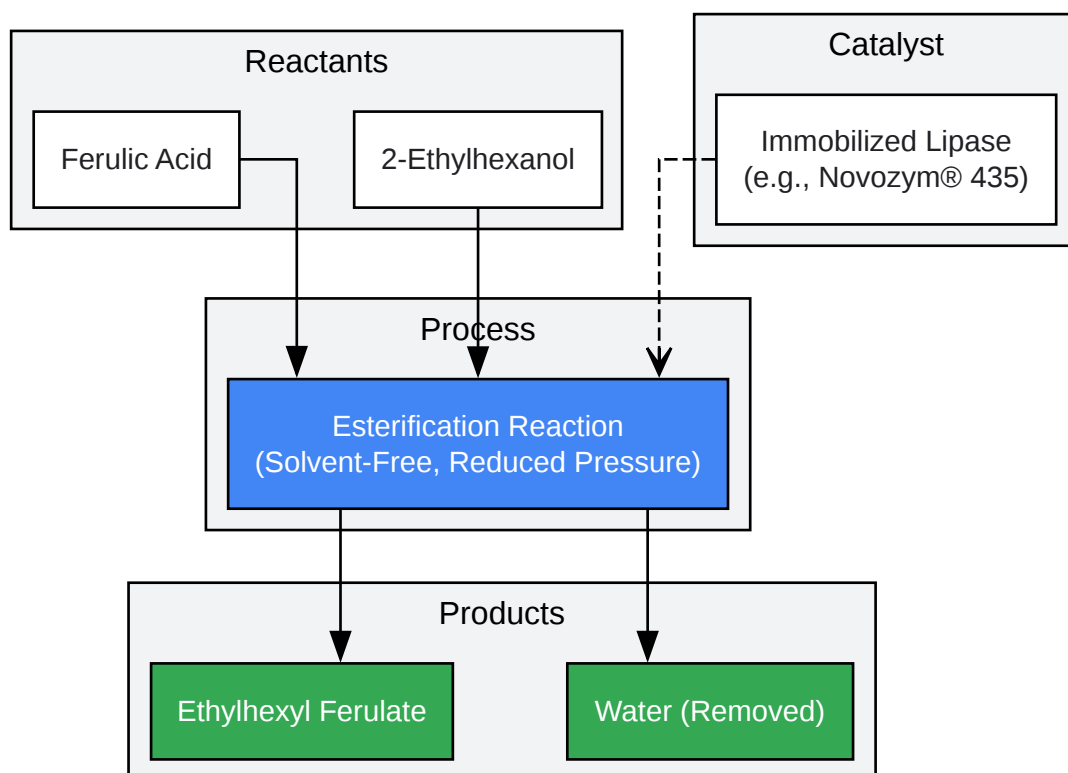 Reactants
Catalyst
Ferulic Acid
2-Ethylhexanol
Immobilized Lipase
(e.g., Novozym® 435)
Process
Esterification Reaction
(Solvent-Free, Reduced Pressure)
Products
Ethylhexyl Ferulate
Water (Removed)